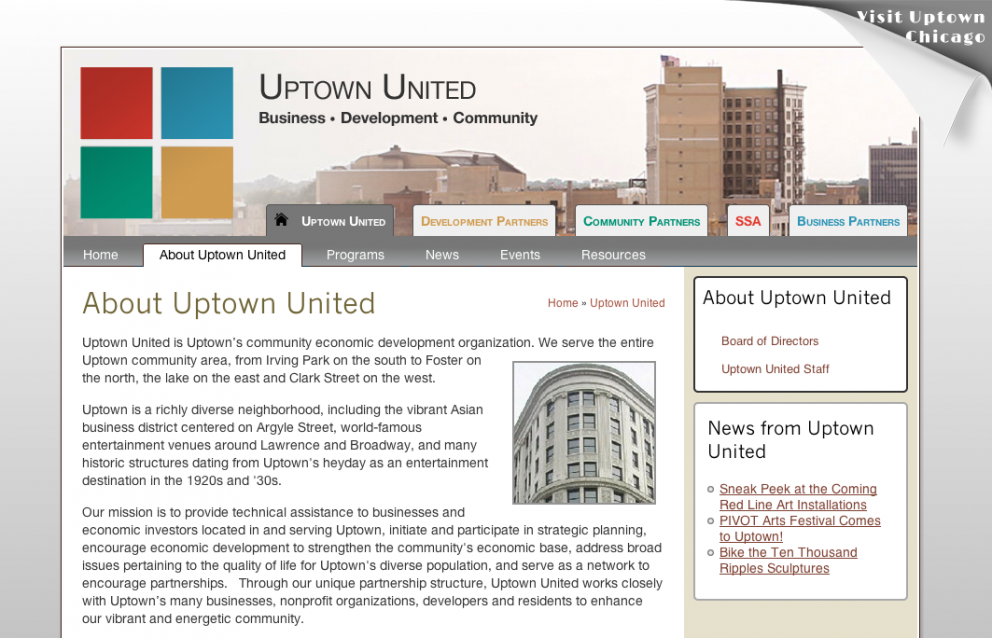 Visit Uptown
Chicago
UPTOWN UNITED
Business • Development • Community
UPTOWN UNITED
DEVELOPMENT PARTNERS
COMMUNITY PARTNERS
SSA
BUSINESS PARTNERS
Home
About Uptown United
Programs
News
Events
Resources
About Uptown United
Home » Uptown United
Uptown United is Uptown's community economic development organization. We serve the entire
Uptown community area, from Irving Park on the south to Foster on
the north, the lake on the east and Clark Street on the west.
Uptown is a richly diverse neighborhood, including the vibrant Asian
business district centered on Argyle Street, world-famous
entertainment venues around Lawrence and Broadway, and many
historic structures dating from Uptown's heyday as an entertainment
destination in the 1920s and '30s.
Our mission is to provide technical assistance to businesses and
economic investors located in and serving Uptown, initiate and participate in strategic planning,
encourage economic development to strengthen the community's economic base, address broad
issues pertaining to the quality of life for Uptown's diverse population, and serve as a network to
encourage partnerships. Through our unique partnership structure, Uptown United works closely
with Uptown's many businesses, nonprofit organizations, developers and residents to enhance
our vibrant and energetic community.
About Uptown United
Board of Directors
Uptown United Staff
News from Uptown
United
Sneak Peek at the Coming
Red Line Art Installations
PIVOT Arts Festival Comes
to Uptown!
Bike the Ten Thousand
Ripples Sculptures